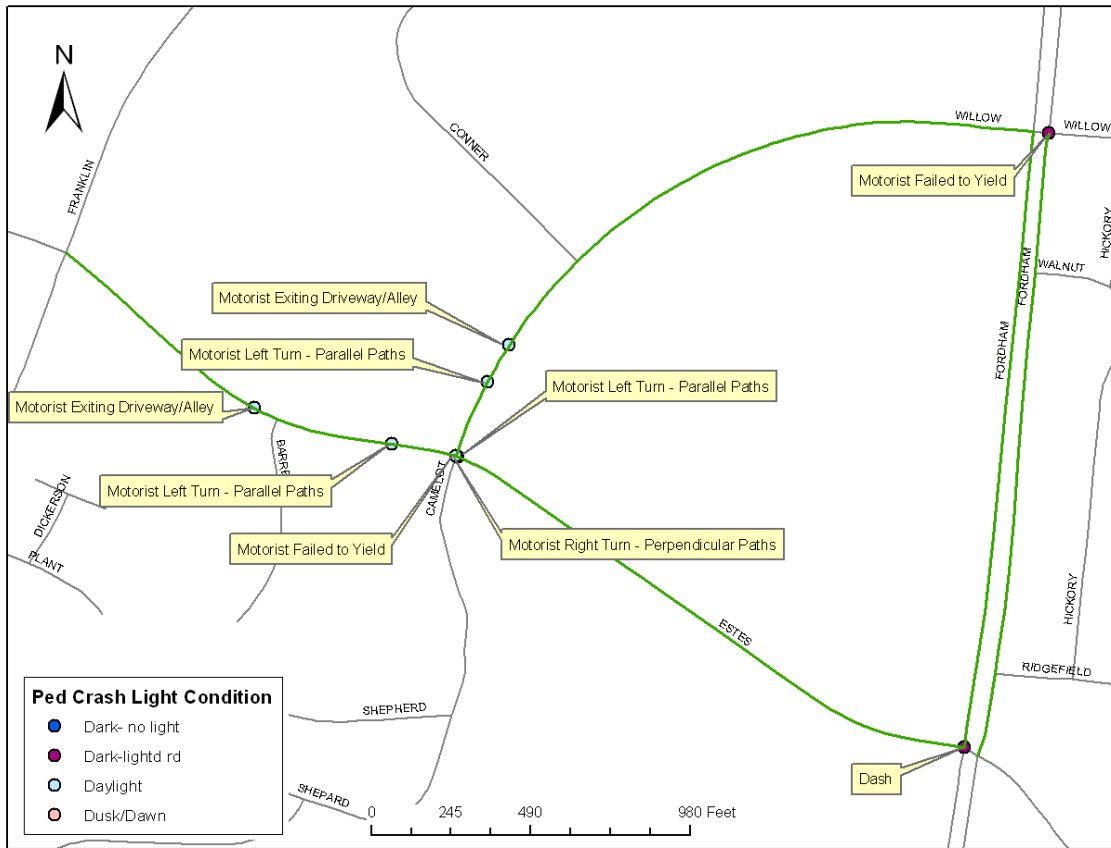 N
FRANKLIN
CONNER
WILLOW
WILLOW
Motorist Failed to Yield
HICKORY
FORDHAM
WALNUT
Motorist Exiting Driveway/Alley
Motorist Left Turn - Parallel Paths
FORDHAM
Motorist Left Turn - Parallel Paths
Motorist Exiting Driveway/Alley
BARRE
CAMELOT
DICKERSON
Motorist Left Turn - Parallel Paths
PLANT
Motorist Failed to Yield
Motorist Right Turn - Perpendicular Paths
HICKORY
ESTES
RIDGEFIELD
Ped Crash Light Condition
Dark- no light
Dark-lightd rd
Daylight
Dusk/Dawn
SHEPHERD
SHEPARD
Dash
0 245 490 980 Feet